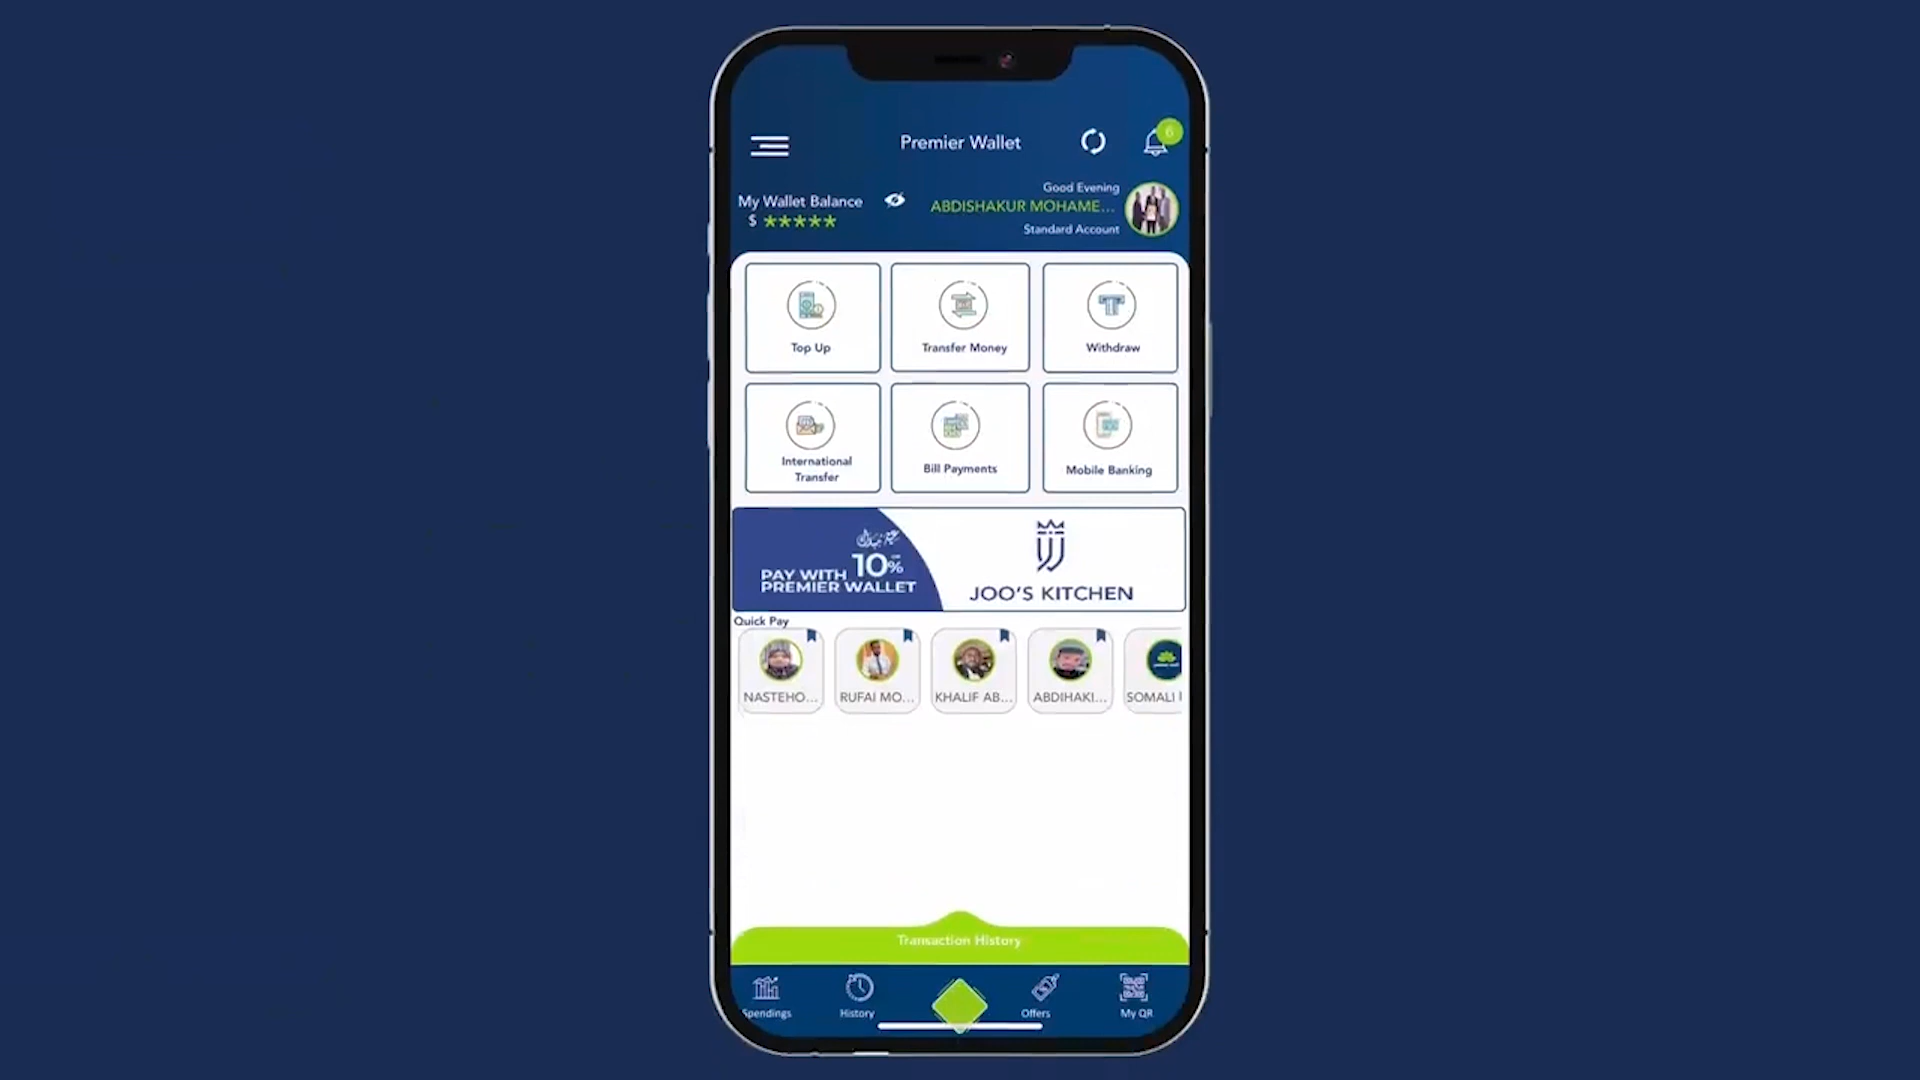 Premier Wallet
6
Good Evening
My Wallet Balance
ABDISHAKUR MOHAME...
$ *****
Standard Account
Top Up
Transfer Money
Withdraw
International
Transfer
Bill Payments
Mobile Banking
PAY WITH 10%
PREMIER WALLET
JOO'S KITCHEN
Quick Pay
NASTEHO...
RUFAI MO...
KHALIF AB...
ABDIHAKI...
SOMALI
Transaction History
Spendings
History
Offers
My QR